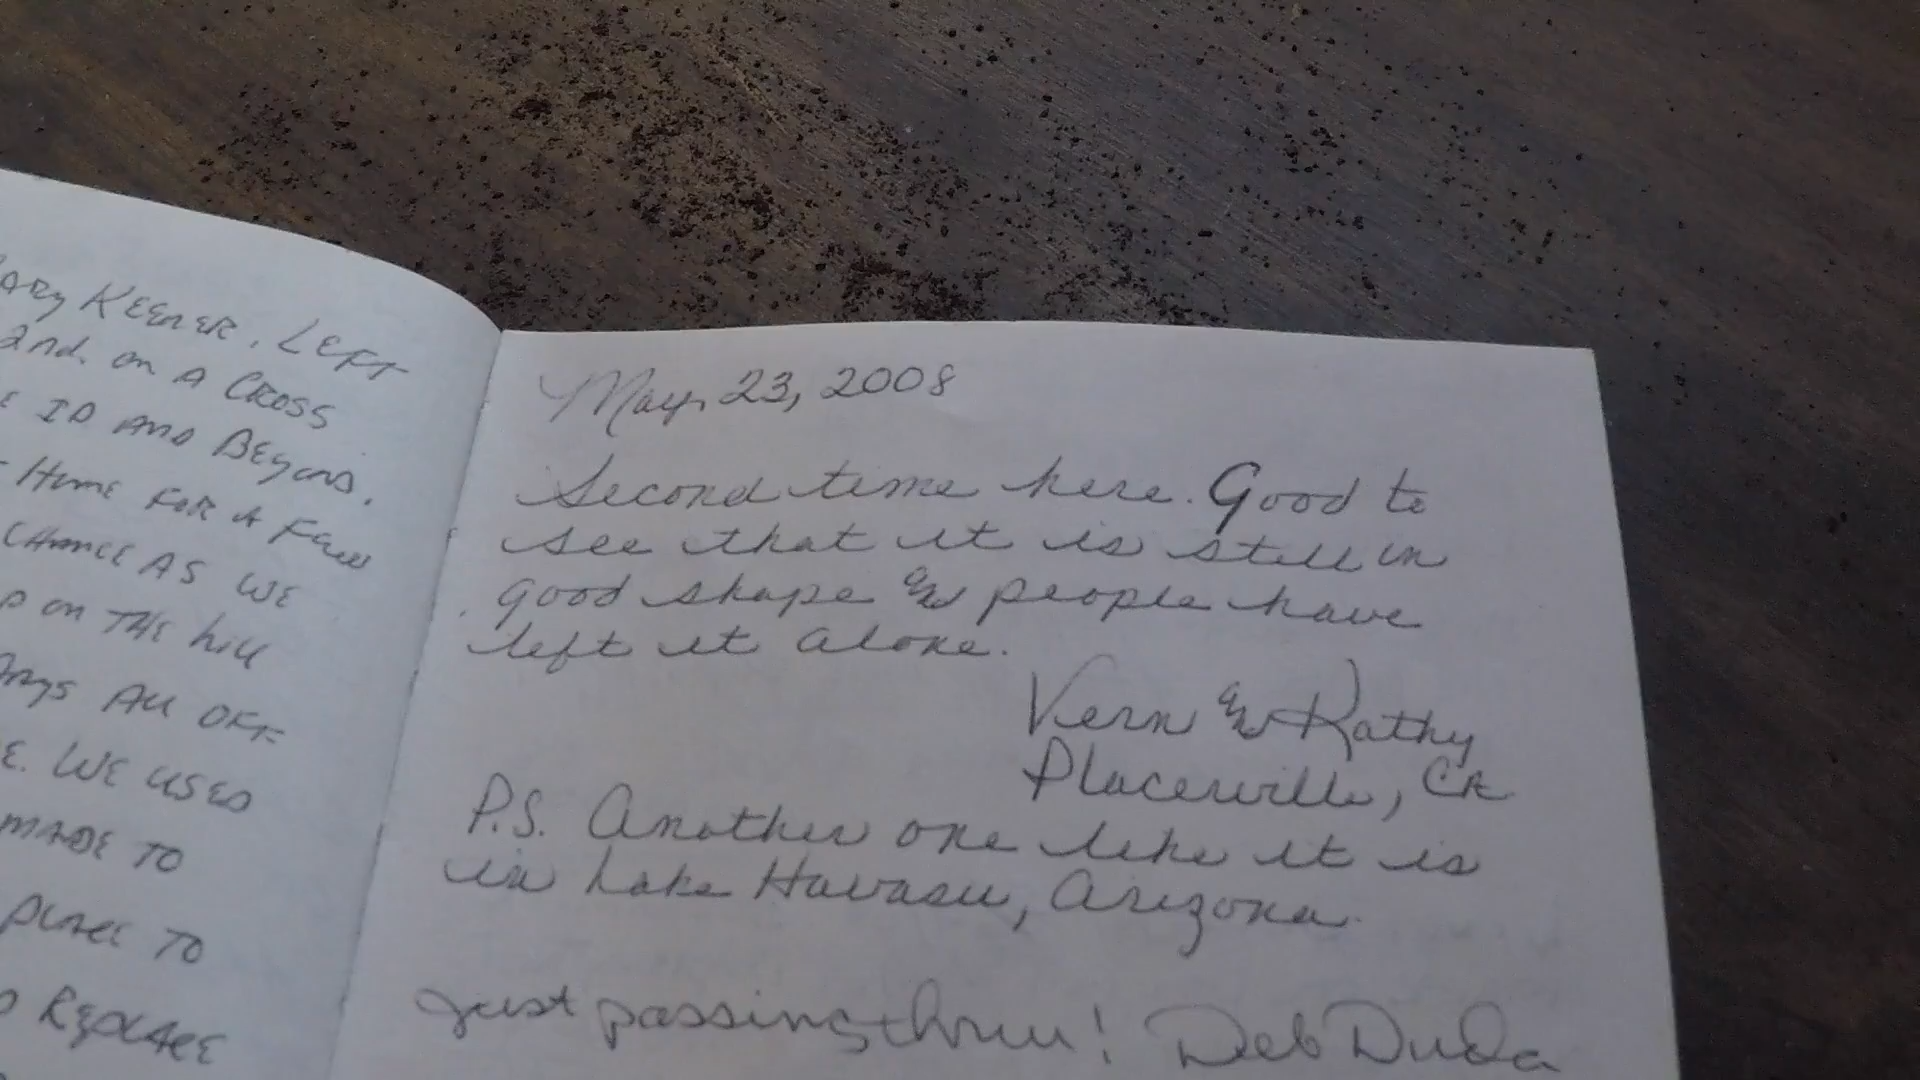 KEENER. LEFT
2nd. on A CROSS
ID AND BEYOND.
HOME FOR A FEW
CHANCE AS WE
ON THE hill
ALL OFF
WE USED
MADE TO
PLACE TO
REPLACE
May 23, 2008
Second time here. Good to
see that it is still in
good shape & people have
left it alone.
Vern & Kathy
Placerville, CA
P.S. Another one like it is
in Lake Havasu, Arizona.
Just passing thru! Deb Duda